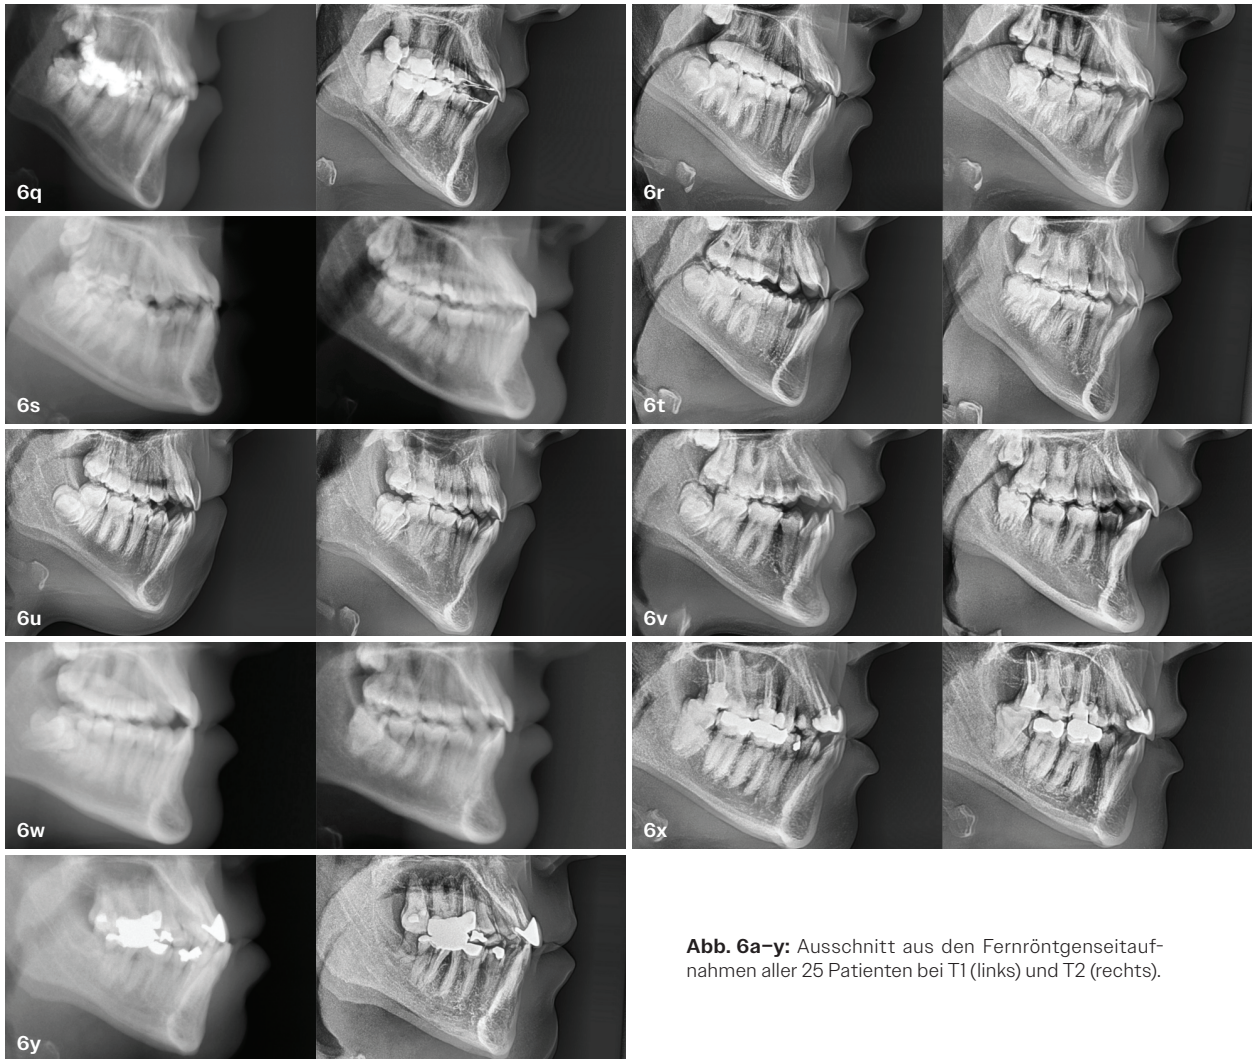 6q
6r
6s
6t
6u
6v
6w
6x
6y
Abb. 6a–y: Ausschnitt aus den Fernröntgenseitauf-
nahmen aller 25 Patienten bei T1 (links) und T2 (rechts).